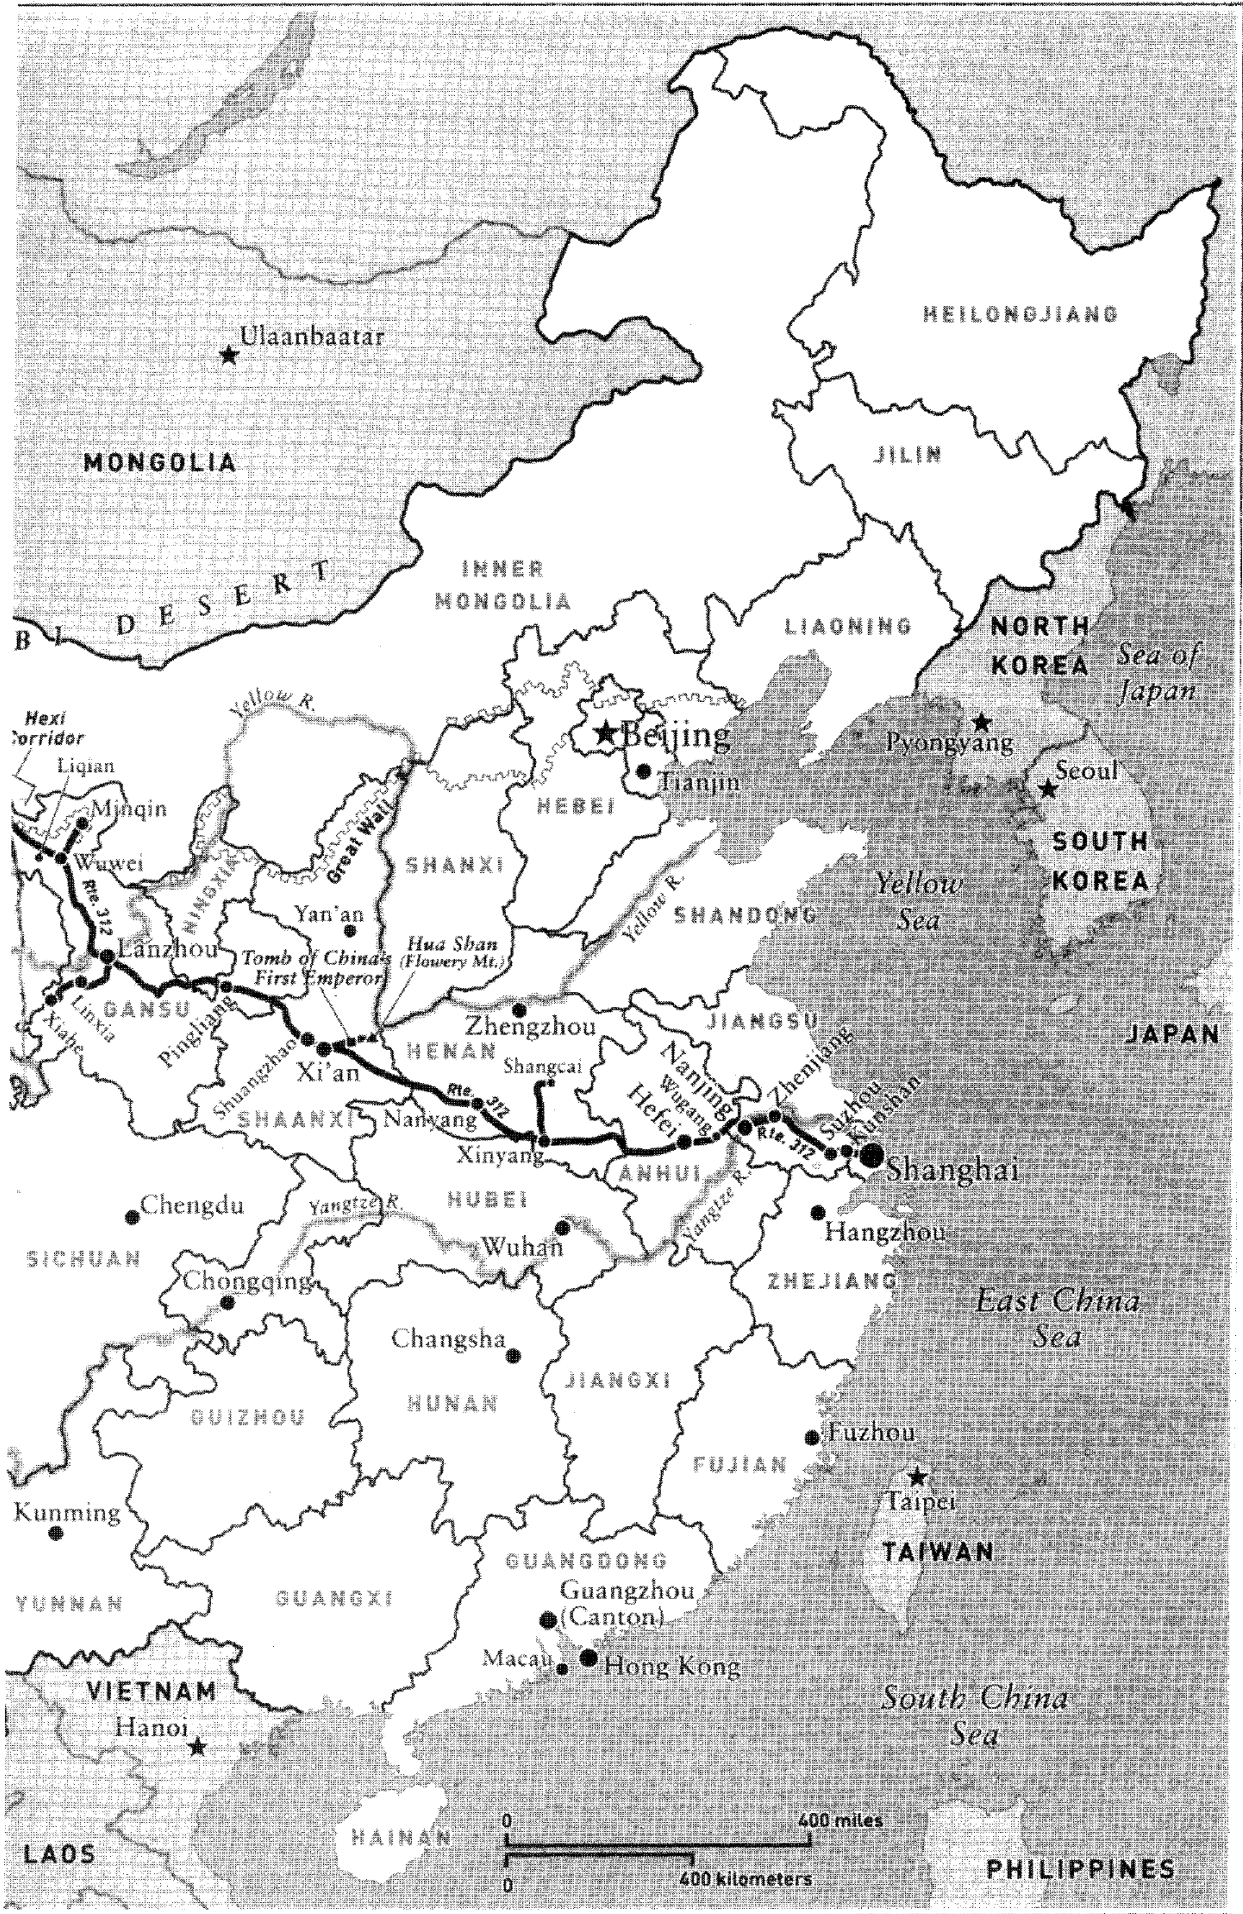 HEILONGJIANG
Ulaanbaatar
MONGOLIA
JILIN
BI DESERT
INNER
MONGOLIA
LIAONING
NORTH
KOREA
Sea of
Japan
Yellow R.
Hexi
Corridor
Liqian
Beijing
Pyongyang
Tianjin
Seoul
Minqin
HEBEI
Great Wall
SOUTH
KOREA
Wuwei
SHANXI
Yellow
Sea
Rte. 312
NINGXIA
Yan'an
Yellow R.
SHANDONG
Lanzhou
Tomb of China's
First Emperor
Hua Shan
(Flowery Mt.)
GANSU
Linxia
Xiahe
Pingliang
Zhengzhou
JIANGSU
JAPAN
HENAN
Shuangzhao
Xi'an
Shangcai
Nanjing
Wugang
Hefei
Zhenjiang
Suzhou
Kunshan
SHAANXI
Nanyang
Rte. 312
Rte. 312
Xinyang
ANHUI
Shanghai
Chengdu
Yangtze R.
HUBEI
Yangtze R.
Hangzhou
SICHUAN
Wuhan
Chongqing
ZHEJIANG
East China
Sea
Changsha
JIANGXI
HUNAN
GUIZHOU
Fuzhou
FUJIAN
Kunming
Taipei
TAIWAN
GUANGDONG
YUNNAN
GUANGXI
Guangzhou
(Canton)
Macau
Hong Kong
VIETNAM
Hanoi
South China
Sea
HAINAN
0 400 miles
0 400 kilometers
LAOS
PHILIPPINES